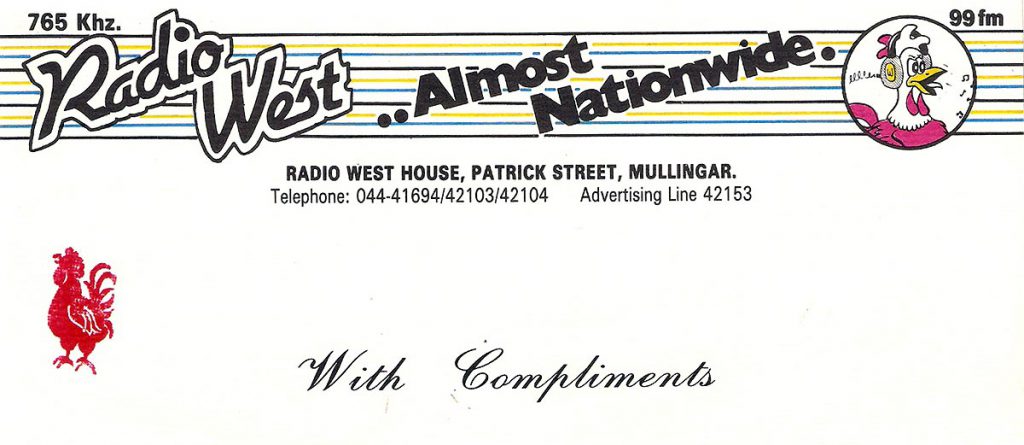 765 Khz.
99 fm
Radio West ..Almost Nationwide.
RADIO WEST HOUSE, PATRICK STREET, MULLINGAR.
Telephone: 044-41694/42103/42104 Advertising Line 42153
With Compliments